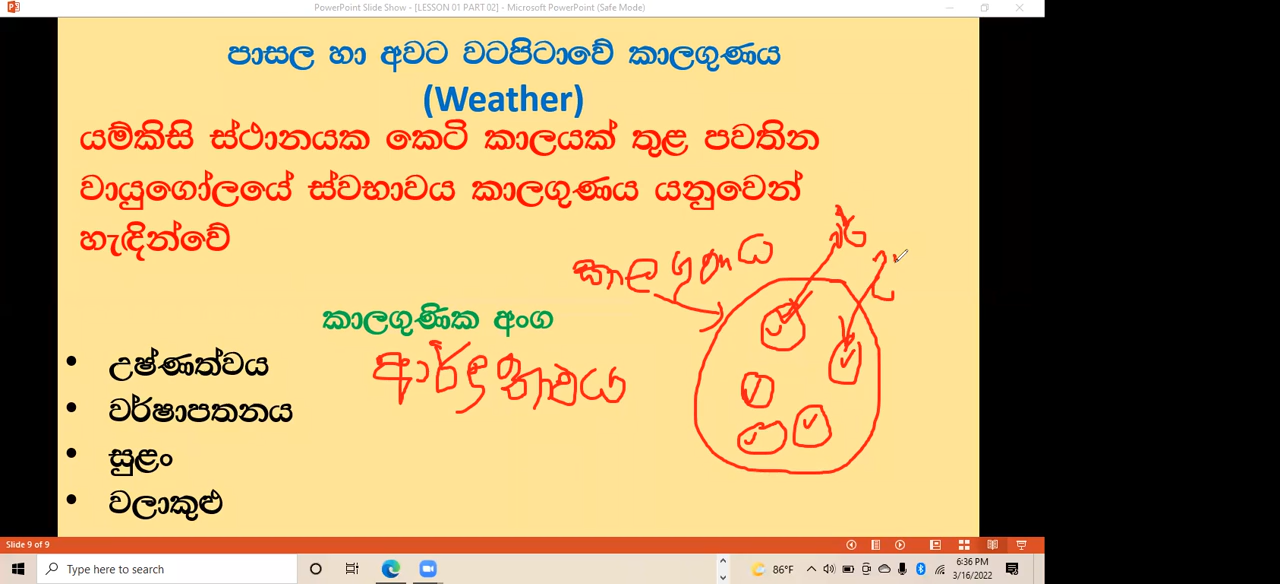 PowerPoint Slide Show - [LESSON 01 PART 02] - Microsoft PowerPoint (Safe Mode)
පාසල හා අවට වටපිටාවේ කාලගුණය
(Weather)
යම්කිසි ස්ථානයක කෙටි කාලයක් තුළ පවතින
වායුගෝලයේ ස්වභාවය කාලගුණය යනුවෙන්
හැඳින්වේ
කාලගුණය
කාලගුණික අංග
ආර්ද්‍රතාවය
• උෂ්ණත්වය
• වර්ෂාපතනය
• සුළං
• වලාකුළු
Slide 9 of 9
Type here to search
86°F
6:36 PM
3/16/2022